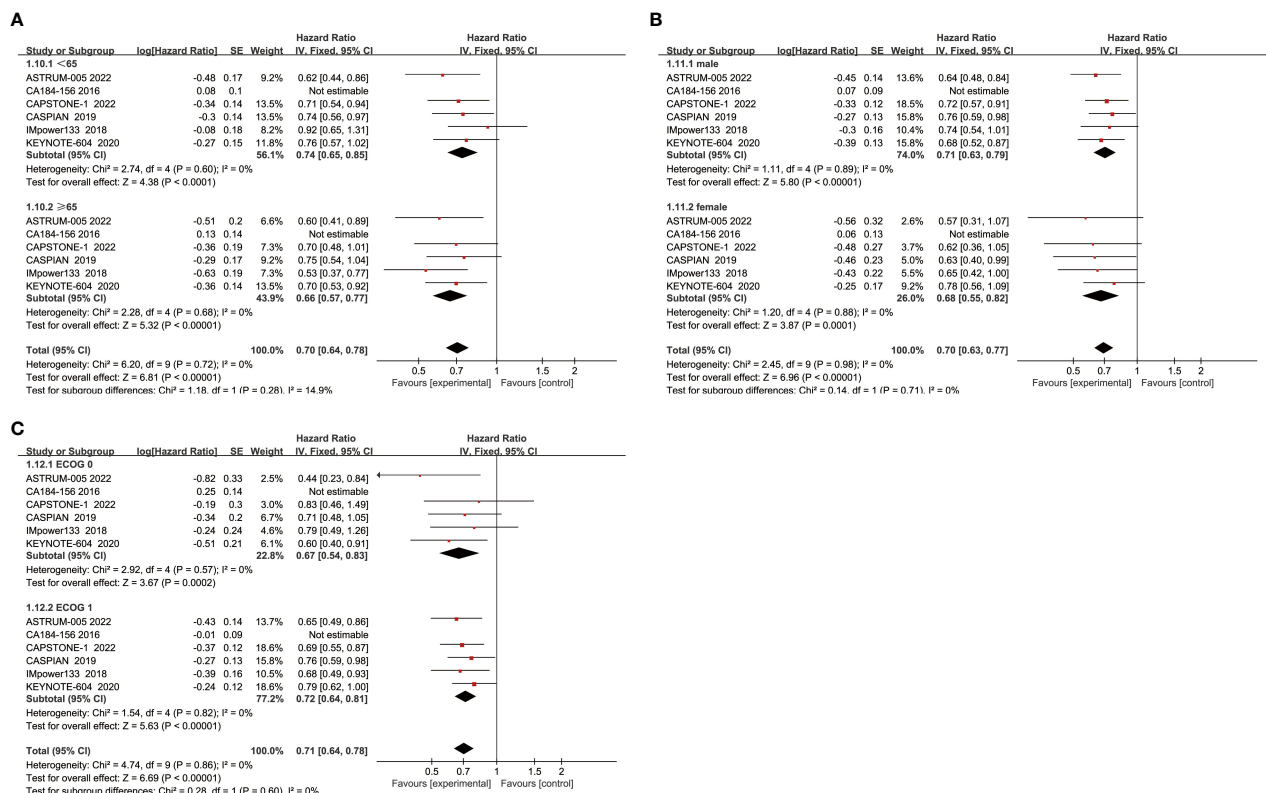 A
Hazard Ratio Hazard Ratio
Study or Subgroup log[Hazard Ratio] SE Weight IV. Fixed. 95% CI IV. Fixed. 95% CI
1.10.1 <65
ASTRUM-005 2022 -0.48 0.17 9.2% 0.62 [0.44, 0.86]
CA184-156 2016 0.08 0.1 Not estimable
CAPSTONE-1 2022 -0.34 0.14 13.5% 0.71 [0.54, 0.94]
CASPIAN 2019 -0.3 0.14 13.5% 0.74 [0.56, 0.97]
IMpower133 2018 -0.08 0.18 8.2% 0.92 [0.65, 1.31]
KEYNOTE-604 2020 -0.27 0.15 11.8% 0.76 [0.57, 1.02]
Subtotal (95% CI) 56.1% 0.74 [0.65, 0.85]
Heterogeneity: Chi² = 2.74, df = 4 (P = 0.60); I² = 0%
Test for overall effect: Z = 4.38 (P < 0.0001)
1.10.2 ≥65
ASTRUM-005 2022 -0.51 0.2 6.6% 0.60 [0.41, 0.89]
CA184-156 2016 0.13 0.14 Not estimable
CAPSTONE-1 2022 -0.36 0.19 7.3% 0.70 [0.48, 1.01]
CASPIAN 2019 -0.29 0.17 9.2% 0.75 [0.54, 1.04]
IMpower133 2018 -0.63 0.19 7.3% 0.53 [0.37, 0.77]
KEYNOTE-604 2020 -0.36 0.14 13.5% 0.70 [0.53, 0.92]
Subtotal (95% CI) 43.9% 0.66 [0.57, 0.77]
Heterogeneity: Chi² = 2.28, df = 4 (P = 0.68); I² = 0%
Test for overall effect: Z = 5.32 (P < 0.00001)
Total (95% CI) 100.0% 0.70 [0.64, 0.78]
Heterogeneity: Chi² = 6.20, df = 9 (P = 0.72); I² = 0%
Test for overall effect: Z = 6.81 (P < 0.00001)
Test for subgroup differences: Chi² = 1.18. df = 1 (P = 0.28). I² = 14.9%
0.5 0.7 1 1.5 2
Favours [experimental] Favours [control]
B
Hazard Ratio Hazard Ratio
Study or Subgroup log[Hazard Ratio] SE Weight IV. Fixed. 95% CI IV. Fixed. 95% CI
1.11.1 male
ASTRUM-005 2022 -0.45 0.14 13.6% 0.64 [0.48, 0.84]
CA184-156 2016 0.07 0.09 Not estimable
CAPSTONE-1 2022 -0.33 0.12 18.5% 0.72 [0.57, 0.91]
CASPIAN 2019 -0.27 0.13 15.8% 0.76 [0.59, 0.98]
IMpower133 2018 -0.3 0.16 10.4% 0.74 [0.54, 1.01]
KEYNOTE-604 2020 -0.39 0.13 15.8% 0.68 [0.52, 0.87]
Subtotal (95% CI) 74.0% 0.71 [0.63, 0.79]
Heterogeneity: Chi² = 1.11, df = 4 (P = 0.89); I² = 0%
Test for overall effect: Z = 5.80 (P < 0.00001)
1.11.2 female
ASTRUM-005 2022 -0.56 0.32 2.6% 0.57 [0.31, 1.07]
CA184-156 2016 0.06 0.13 Not estimable
CAPSTONE-1 2022 -0.48 0.27 3.7% 0.62 [0.36, 1.05]
CASPIAN 2019 -0.46 0.23 5.0% 0.63 [0.40, 0.99]
IMpower133 2018 -0.43 0.22 5.5% 0.65 [0.42, 1.00]
KEYNOTE-604 2020 -0.25 0.17 9.2% 0.78 [0.56, 1.09]
Subtotal (95% CI) 26.0% 0.68 [0.55, 0.82]
Heterogeneity: Chi² = 1.20, df = 4 (P = 0.88); I² = 0%
Test for overall effect: Z = 3.87 (P = 0.0001)
Total (95% CI) 100.0% 0.70 [0.63, 0.77]
Heterogeneity: Chi² = 2.45, df = 9 (P = 0.98); I² = 0%
Test for overall effect: Z = 6.96 (P < 0.00001)
Test for subgroup differences: Chi² = 0.14. df = 1 (P = 0.71). I² = 0%
0.5 0.7 1 1.5 2
Favours [experimental] Favours [control]
C
Hazard Ratio Hazard Ratio
Study or Subgroup log[Hazard Ratio] SE Weight IV. Fixed. 95% CI IV. Fixed. 95% CI
1.12.1 ECOG 0
ASTRUM-005 2022 -0.82 0.33 2.5% 0.44 [0.23, 0.84]
CA184-156 2016 0.25 0.14 Not estimable
CAPSTONE-1 2022 -0.19 0.3 3.0% 0.83 [0.46, 1.49]
CASPIAN 2019 -0.34 0.2 6.7% 0.71 [0.48, 1.05]
IMpower133 2018 -0.24 0.24 4.6% 0.79 [0.49, 1.26]
KEYNOTE-604 2020 -0.51 0.21 6.1% 0.60 [0.40, 0.91]
Subtotal (95% CI) 22.8% 0.67 [0.54, 0.83]
Heterogeneity: Chi² = 2.92, df = 4 (P = 0.57); I² = 0%
Test for overall effect: Z = 3.67 (P = 0.0002)
1.12.2 ECOG 1
ASTRUM-005 2022 -0.43 0.14 13.7% 0.65 [0.49, 0.86]
CA184-156 2016 -0.01 0.09 Not estimable
CAPSTONE-1 2022 -0.37 0.12 18.6% 0.69 [0.55, 0.87]
CASPIAN 2019 -0.27 0.13 15.8% 0.76 [0.59, 0.98]
IMpower133 2018 -0.39 0.16 10.5% 0.68 [0.49, 0.93]
KEYNOTE-604 2020 -0.24 0.12 18.6% 0.79 [0.62, 1.00]
Subtotal (95% CI) 77.2% 0.72 [0.64, 0.81]
Heterogeneity: Chi² = 1.54, df = 4 (P = 0.82); I² = 0%
Test for overall effect: Z = 5.63 (P < 0.00001)
Total (95% CI) 100.0% 0.71 [0.64, 0.78]
Heterogeneity: Chi² = 4.74, df = 9 (P = 0.86); I² = 0%
Test for overall effect: Z = 6.69 (P < 0.00001)
Test for subgroup differences: Chi² = 0.28. df = 1 (P = 0.60). I² = 0%
0.5 0.7 1 1.5 2
Favours [experimental] Favours [control]